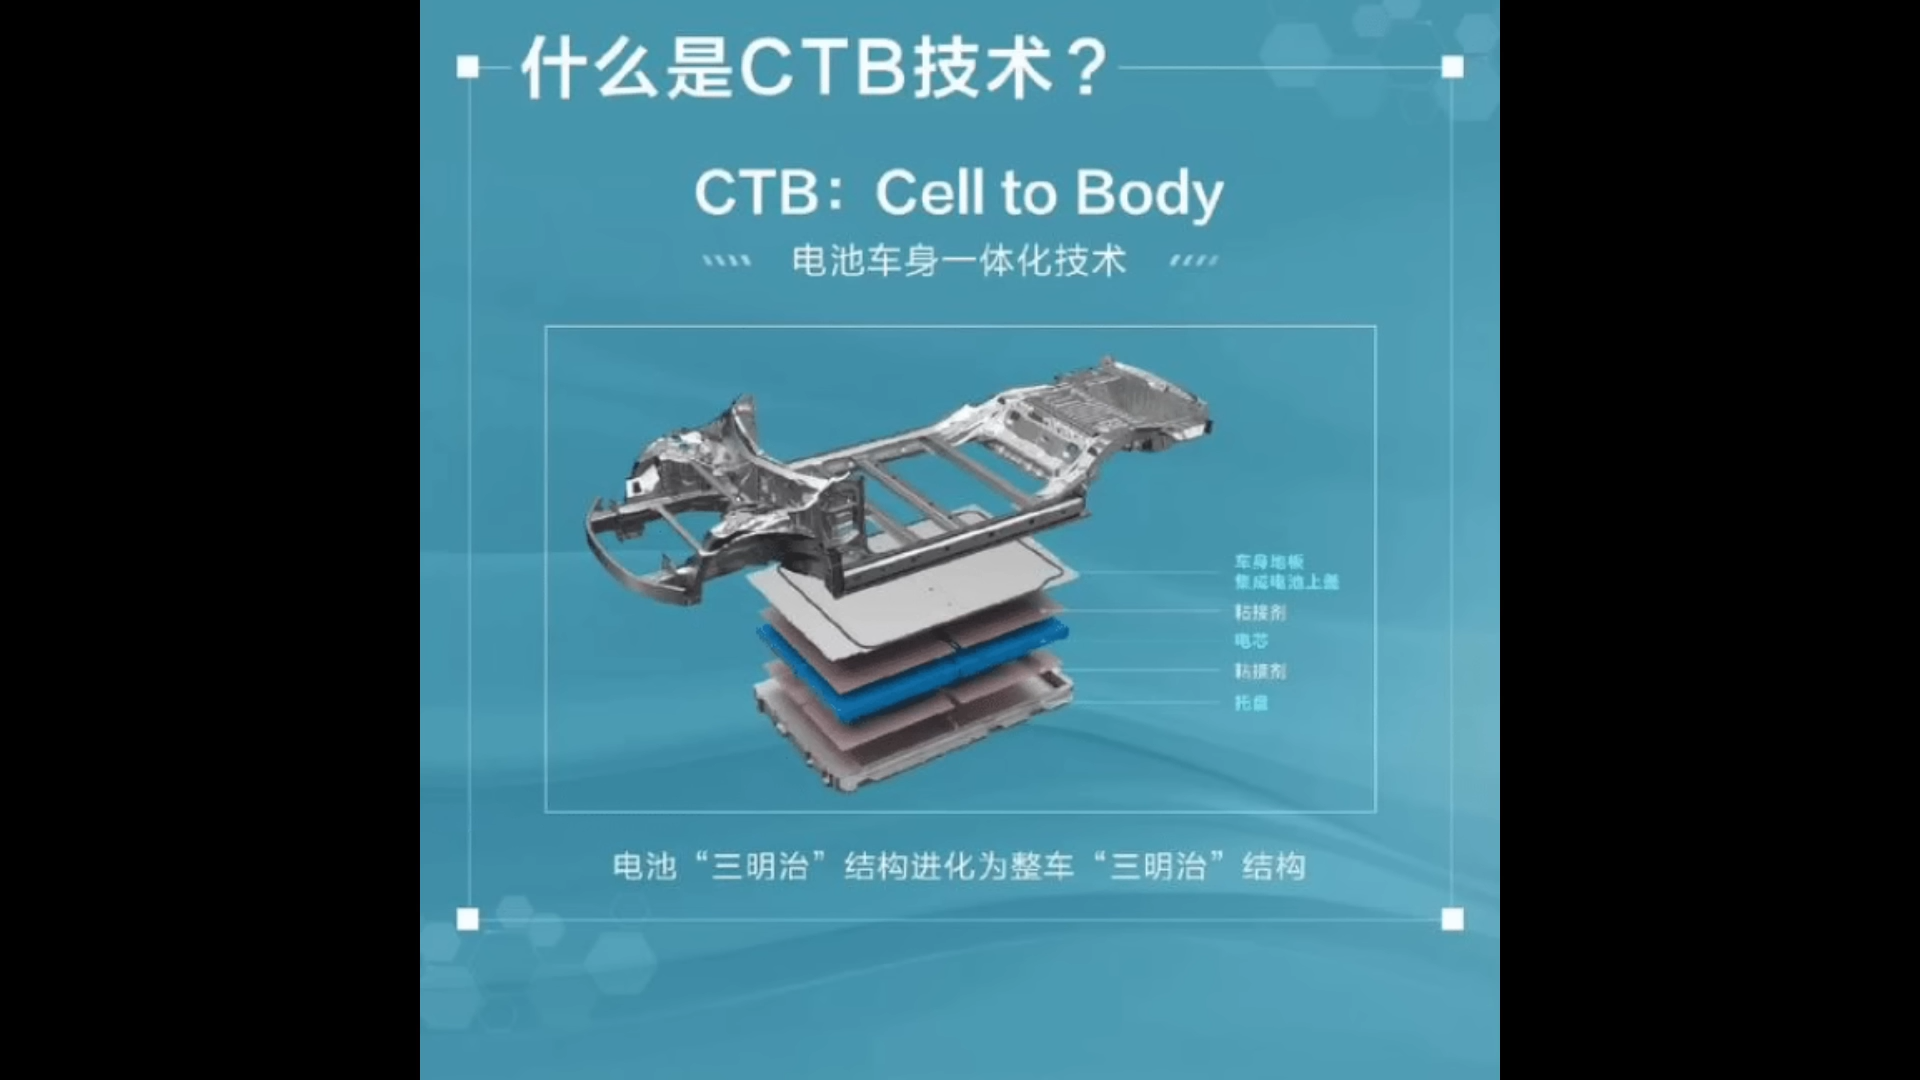 什么是CTB技术？
CTB：Cell to Body
电池车身一体化技术
车身地板
集成电池上盖
粘接剂
电芯
粘接剂
托盘
电池“三明治”结构进化为整车“三明治”结构